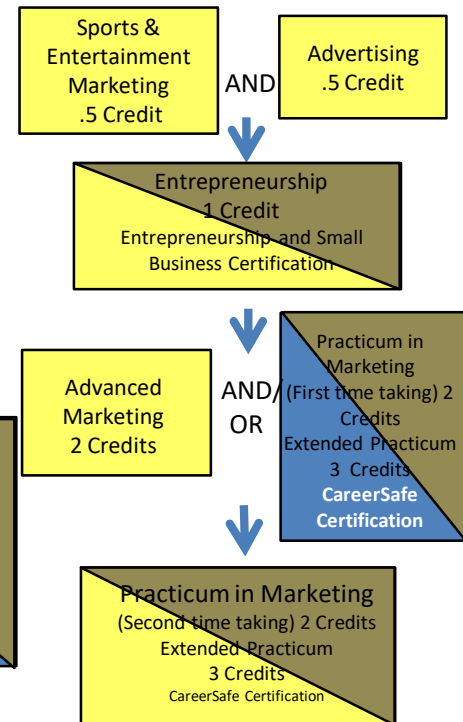 Sports &
Entertainment
Marketing
.5 Credit
AND
Advertising
.5 Credit
Entrepreneurship
1 Credit
Entrepreneurship and Small
Business Certification
Advanced
Marketing
2 Credits
AND/
OR
Practicum in
Marketing
(First time taking) 2
Credits
Extended Practicum
3 Credits
CareerSafe
Certification
Practicum in Marketing
(Second time taking) 2 Credits
Extended Practicum
3 Credits
CareerSafe Certification